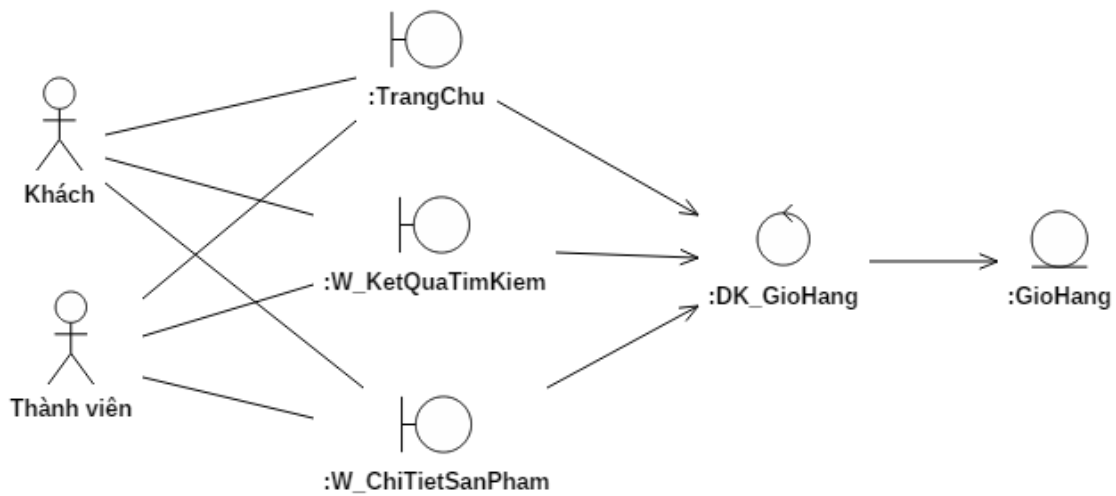 :TrangChu
Khách
:W_KetQuaTimKiem
:DK_GioHang
:GioHang
Thành viên
:W_ChiTietSanPham